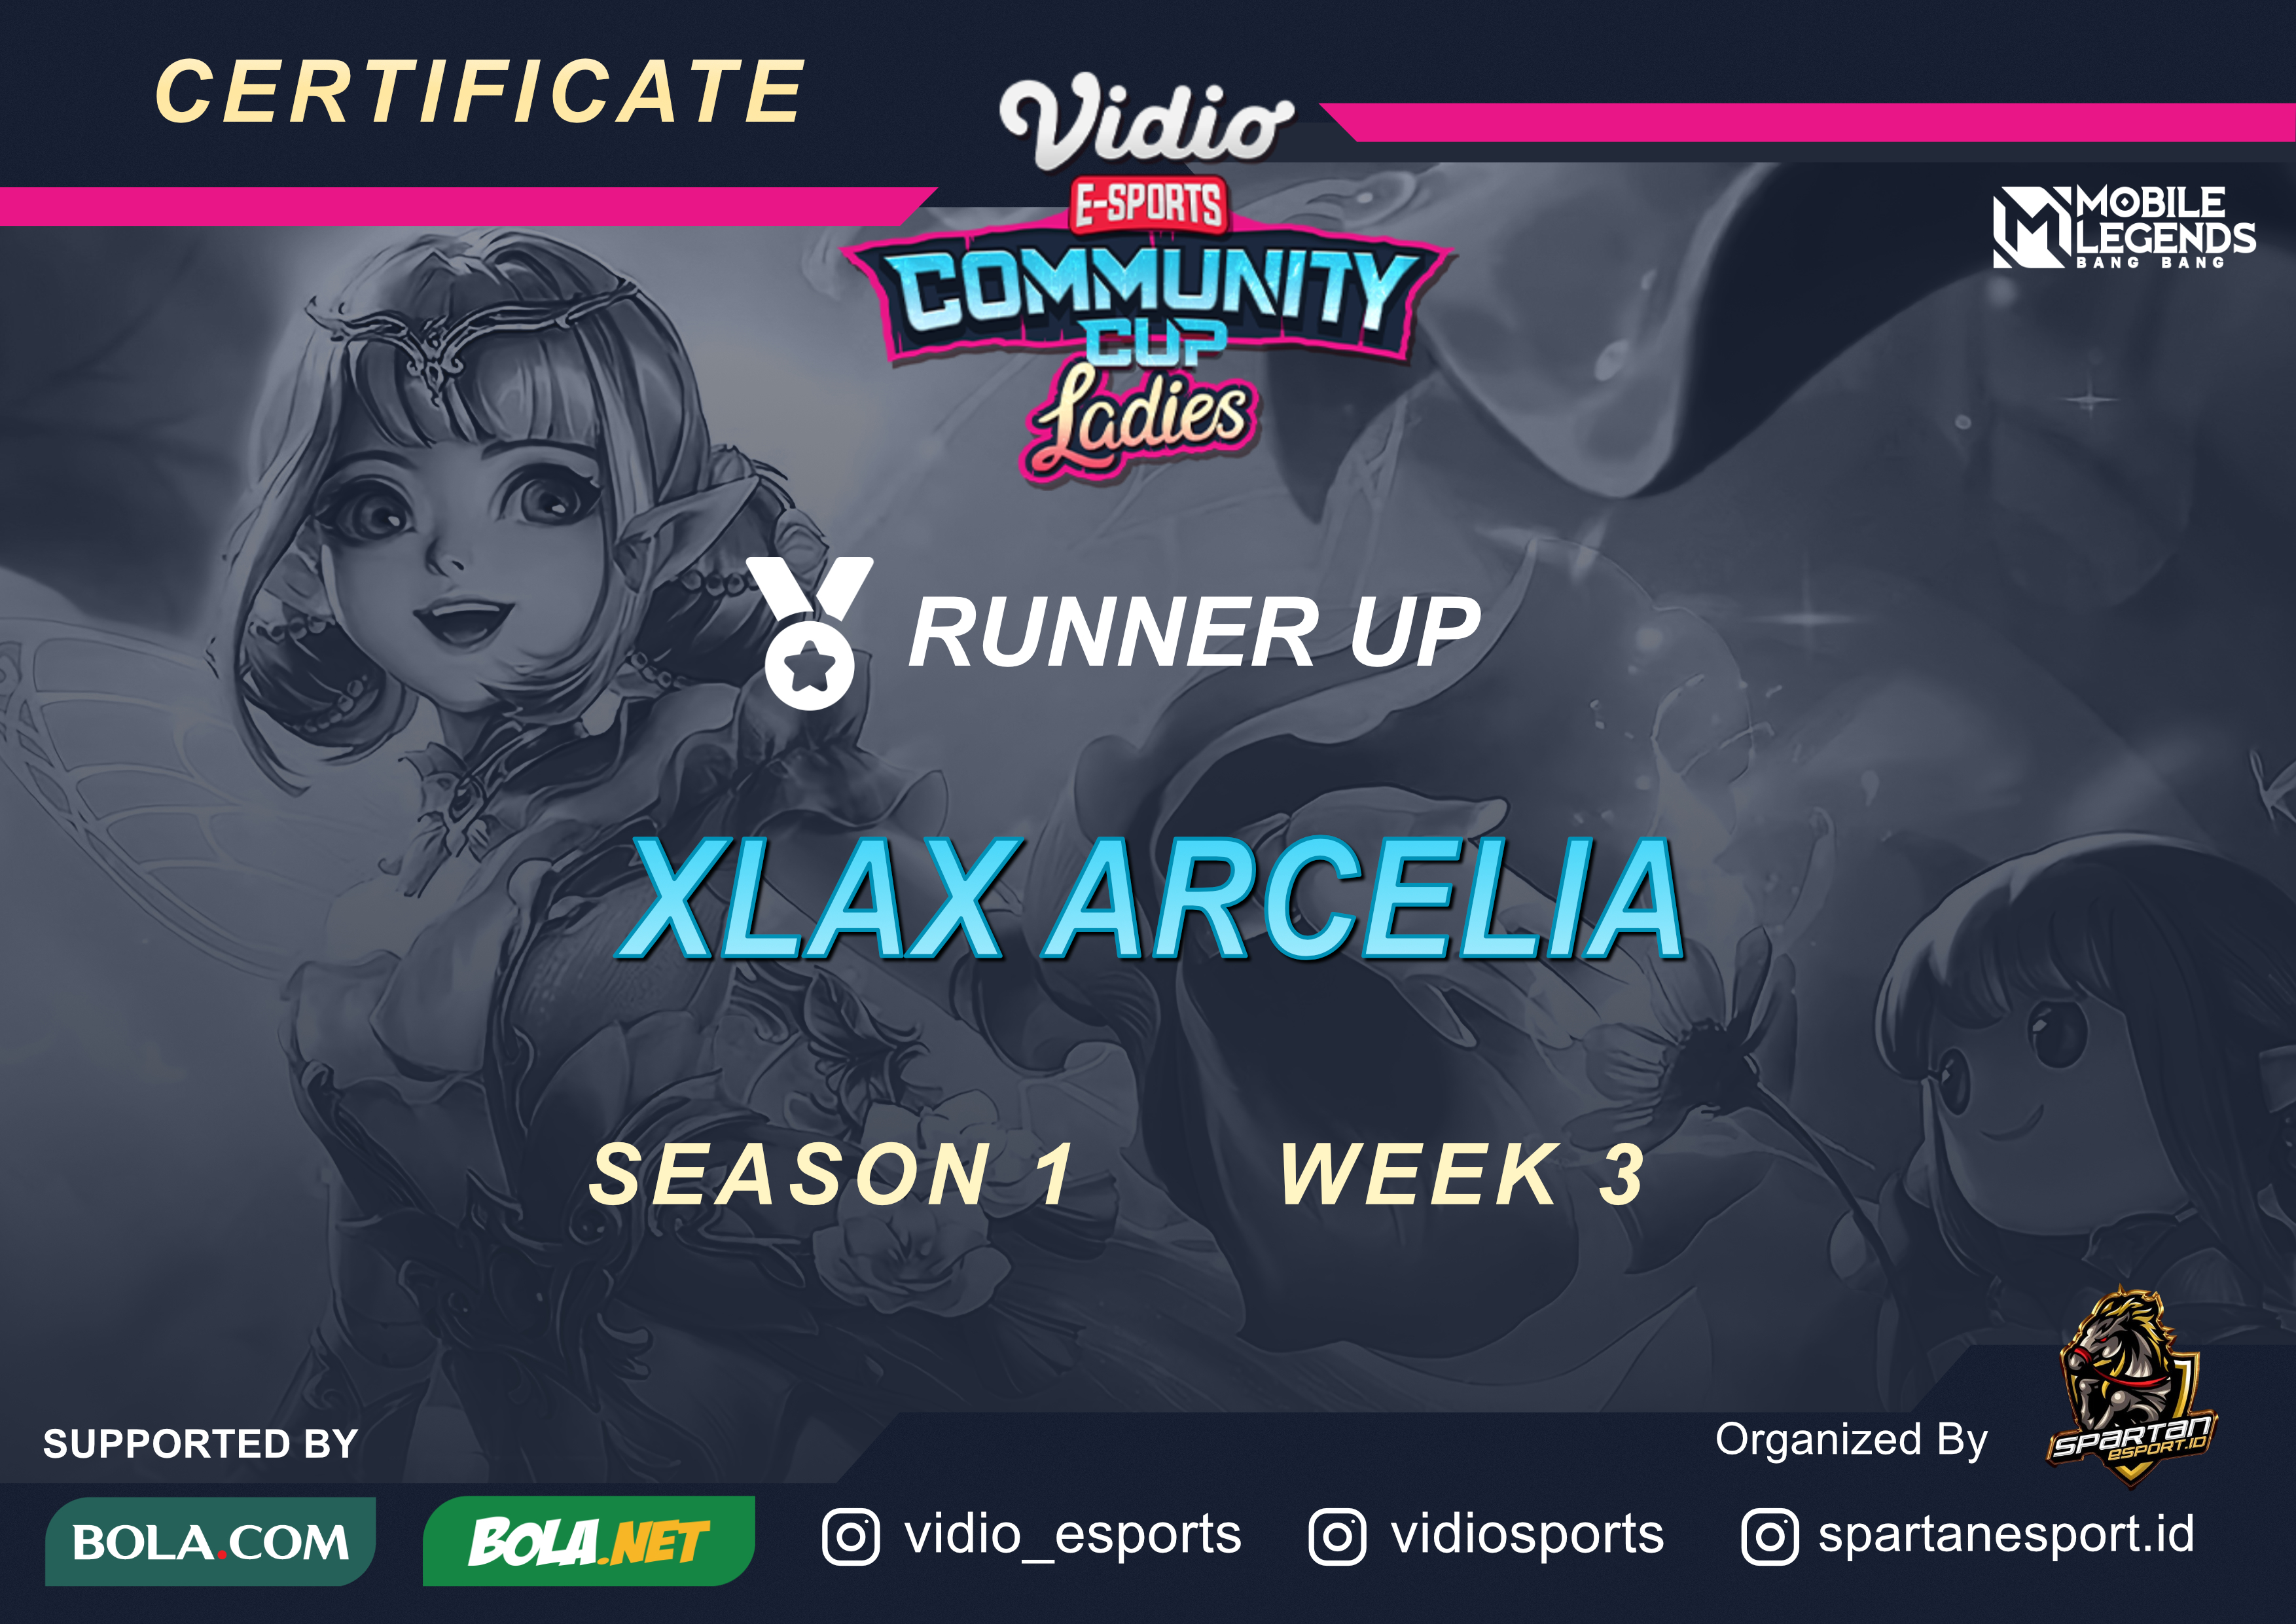 CERTIFICATE
Vidio
E-SPORTS
COMMUNITY
CUP
Ladies
MOBILE
LEGENDS
BANG BANG
RUNNER UP
XLAX ARCELIA
SEASON 1
WEEK 3
SUPPORTED BY
Organized By
SPARTAN
ESPORT.ID
BOLA.COM
BOLA.NET
vidio_esports
vidiosports
spartanesport.id